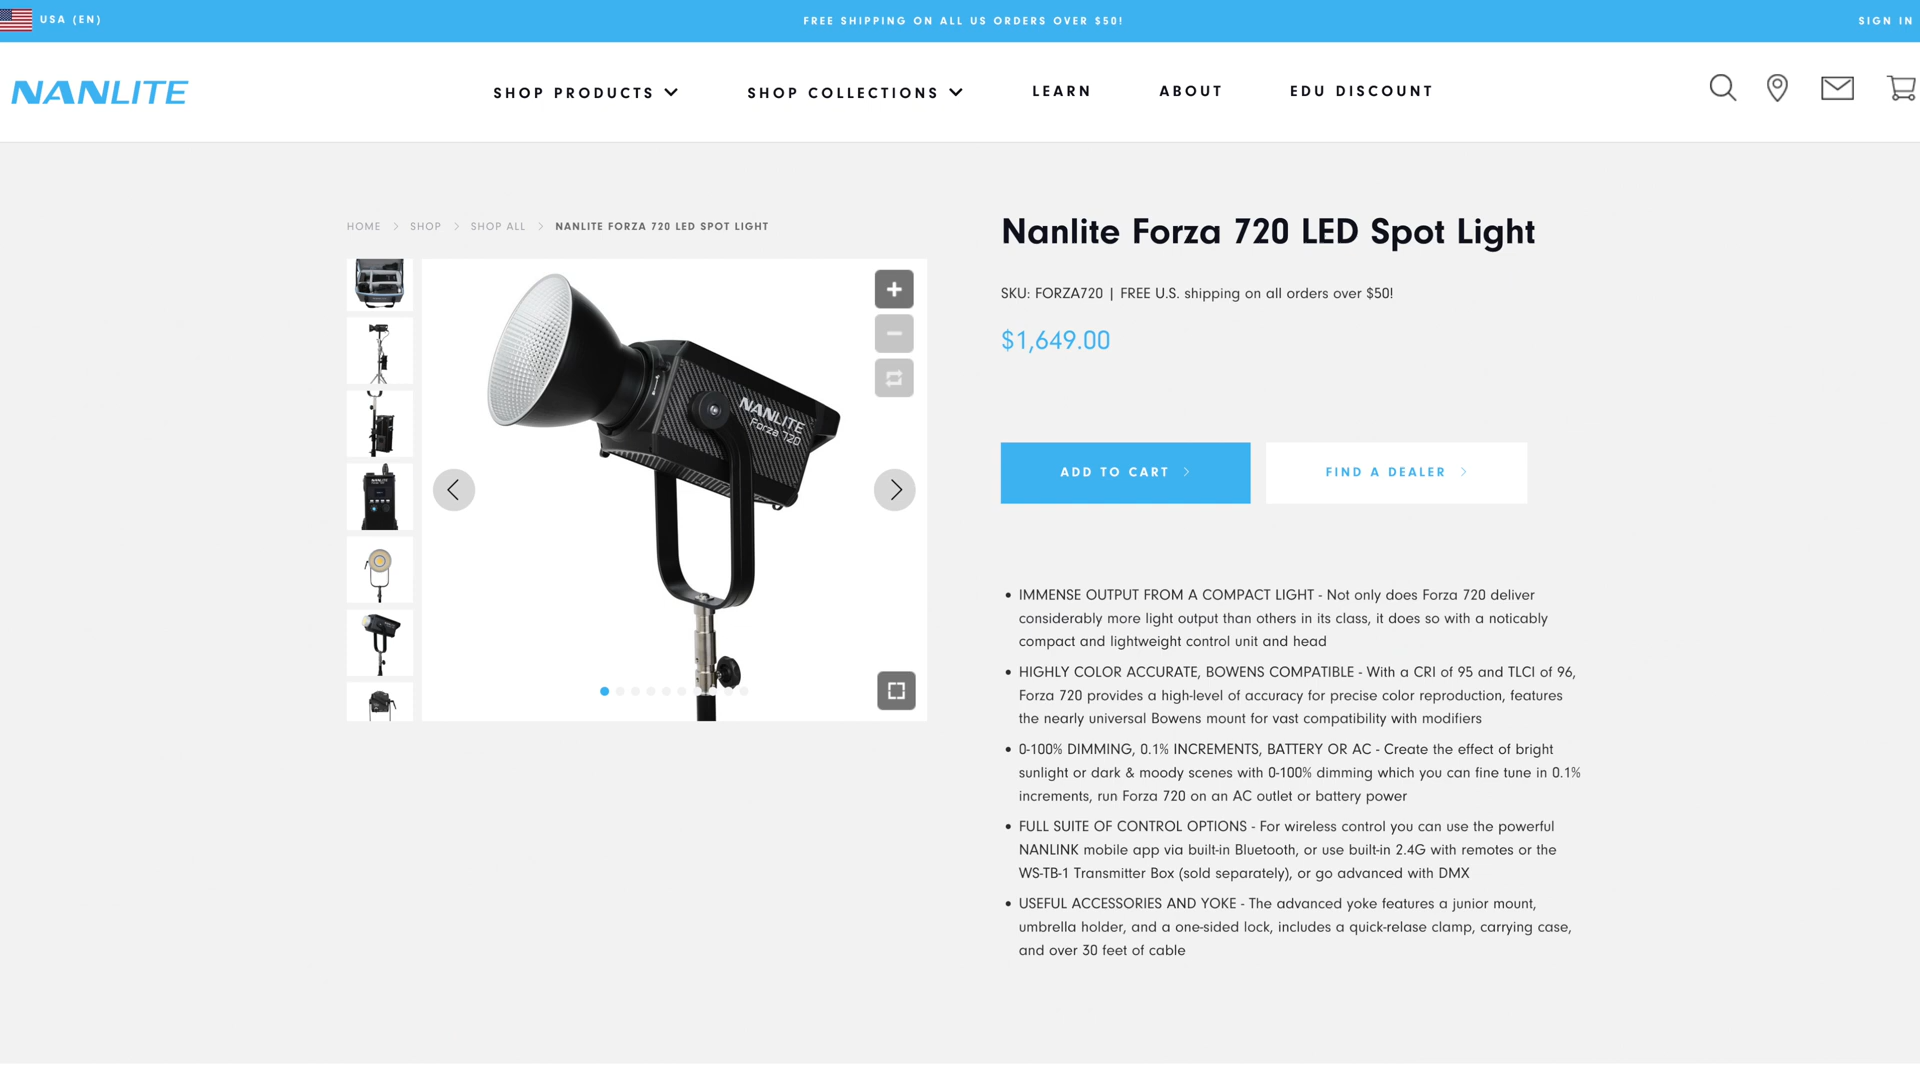 USA (EN)
FREE SHIPPING ON ALL US ORDERS OVER $50!
SIGN IN
NANLITE
SHOP PRODUCTS
SHOP COLLECTIONS
LEARN
ABOUT
EDU DISCOUNT
HOME > SHOP > SHOP ALL > NANLITE FORZA 720 LED SPOT LIGHT
NANLITE
Forza 720
Nanlite Forza 720 LED Spot Light
SKU: FORZA720 | FREE U.S. shipping on all orders over $50!
$1,649.00
ADD TO CART >
FIND A DEALER >
• IMMENSE OUTPUT FROM A COMPACT LIGHT - Not only does Forza 720 deliver
considerably more light output than others in its class, it does so with a noticably
compact and lightweight control unit and head
• HIGHLY COLOR ACCURATE, BOWENS COMPATIBLE - With a CRI of 95 and TLCI of 96,
Forza 720 provides a high-level of accuracy for precise color reproduction, features
the nearly universal Bowens mount for vast compatibility with modifiers
• 0-100% DIMMING, 0.1% INCREMENTS, BATTERY OR AC - Create the effect of bright
sunlight or dark & moody scenes with 0-100% dimming which you can fine tune in 0.1%
increments, run Forza 720 on an AC outlet or battery power
• FULL SUITE OF CONTROL OPTIONS - For wireless control you can use the powerful
NANLINK mobile app via built-in Bluetooth, or use built-in 2.4G with remotes or the
WS-TB-1 Transmitter Box (sold separately), or go advanced with DMX
• USEFUL ACCESSORIES AND YOKE - The advanced yoke features a junior mount,
umbrella holder, and a one-sided lock, includes a quick-relase clamp, carrying case,
and over 30 feet of cable